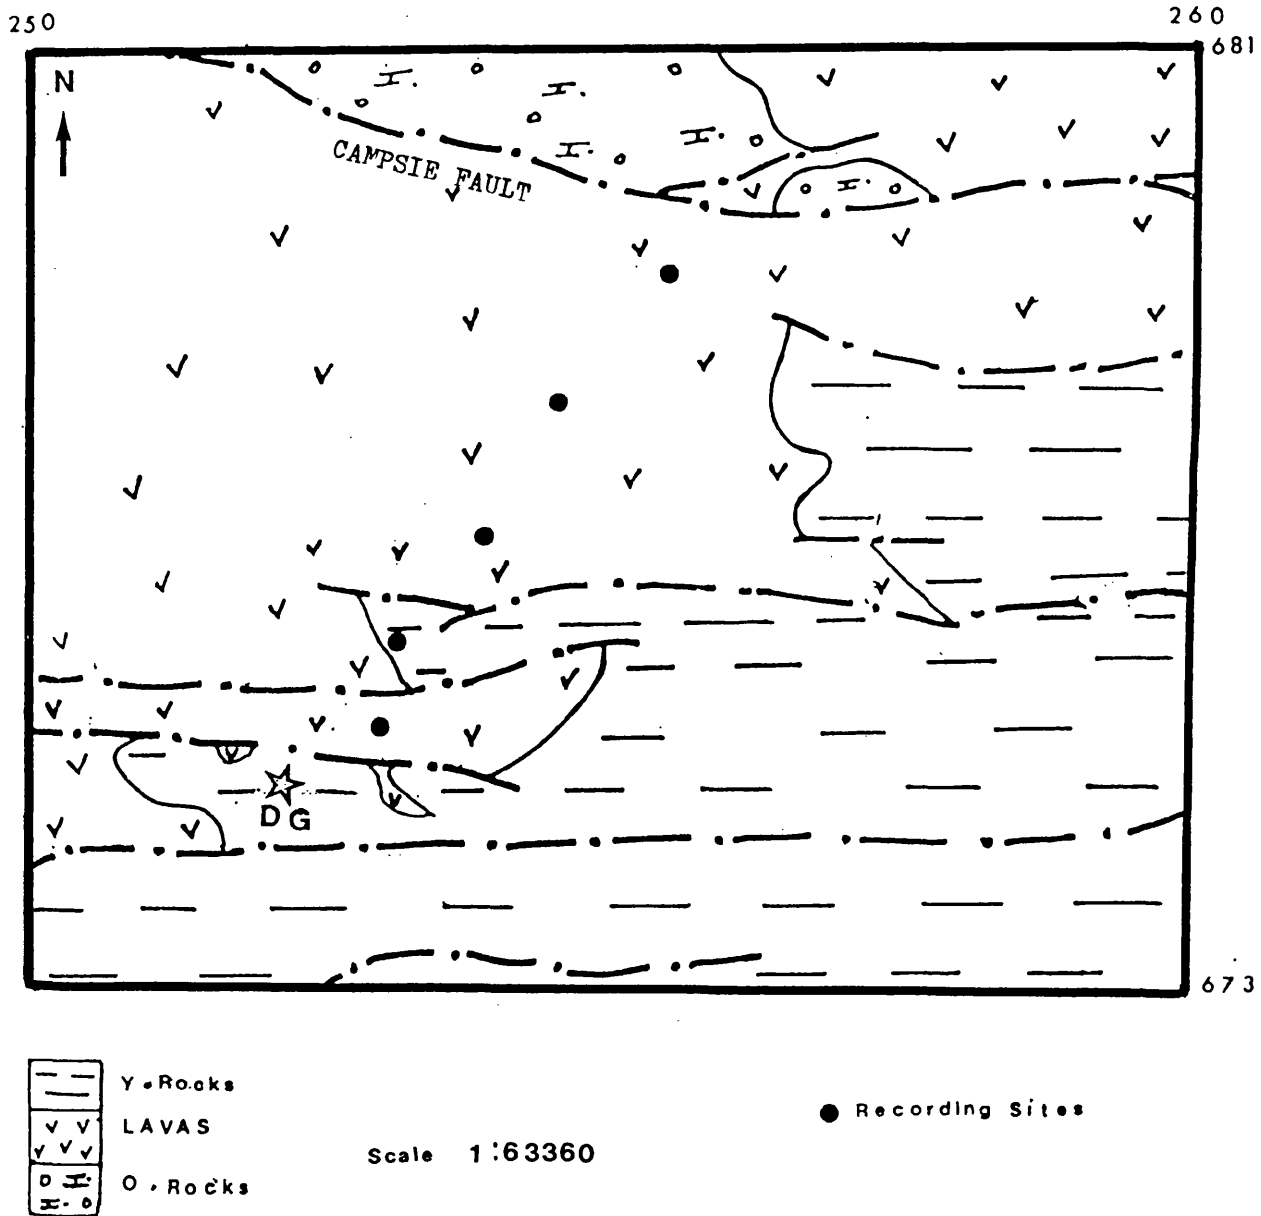 250
260
681
N
CAMPSIE FAULT
DG
673
Y. Rocks
LAVAS
O. Rocks
Scale 1:63360
Recording Sites